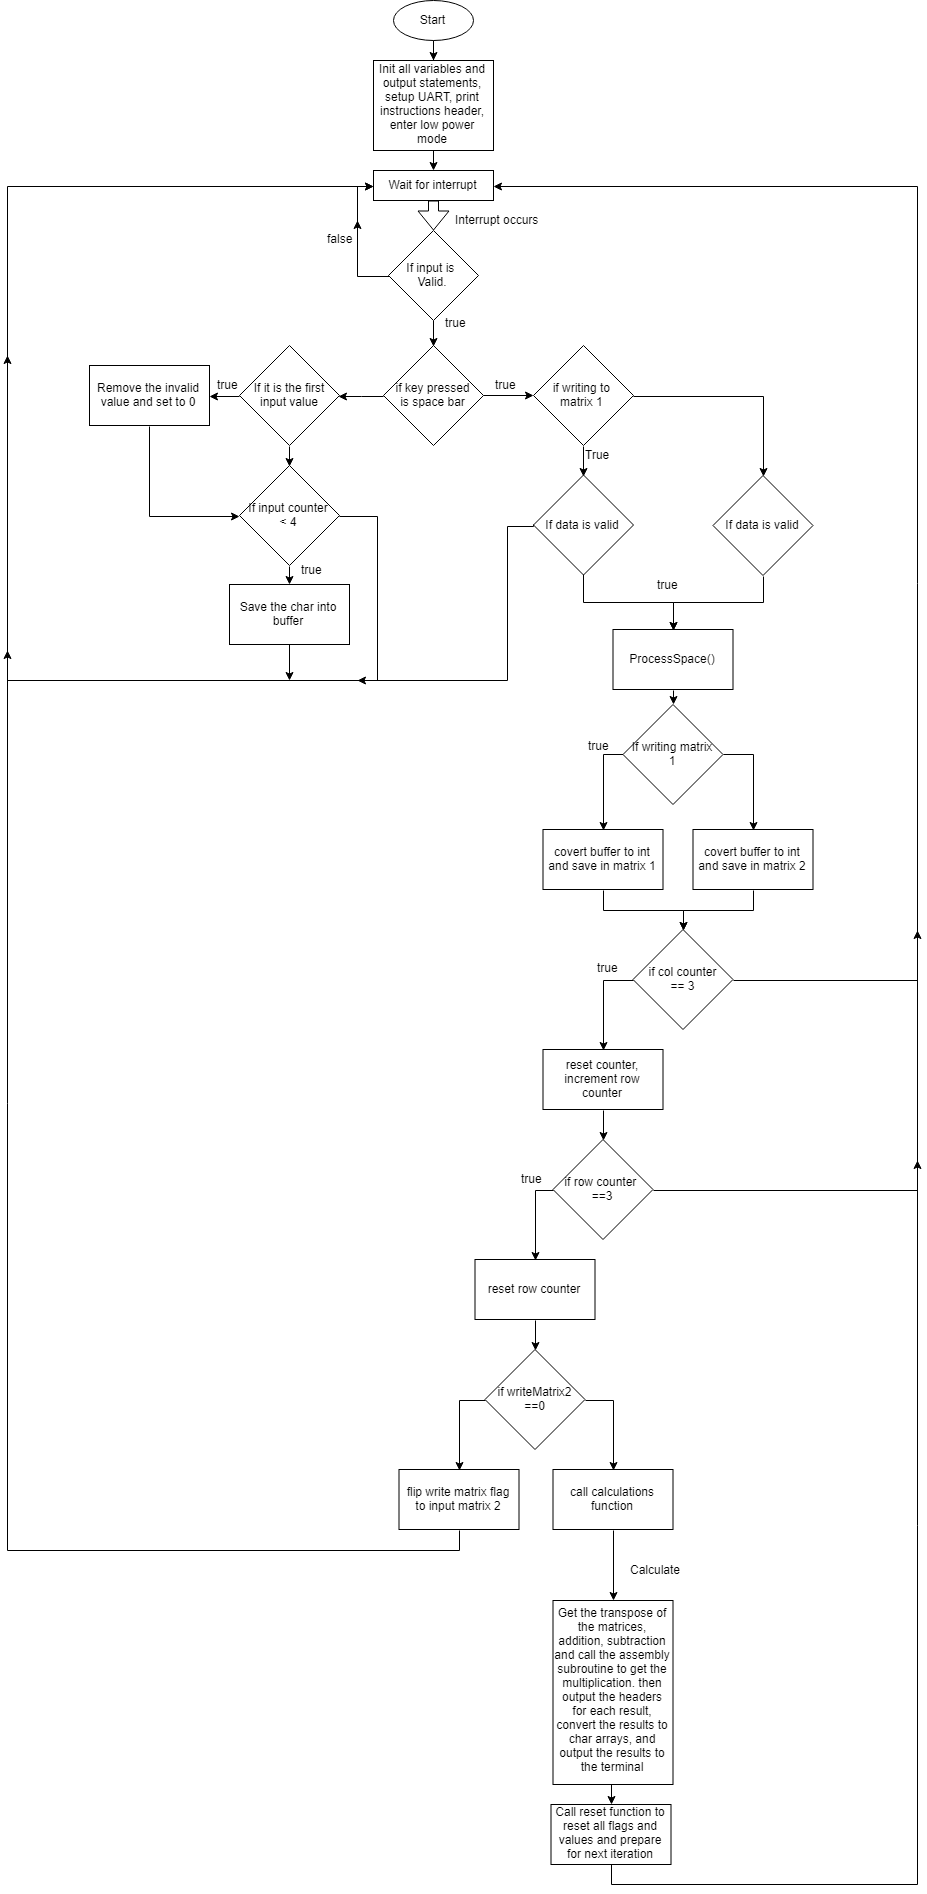 Start
Init all variables and
output statements,
setup UART, print
instructions header,
enter low power
mode
Wait for interrupt
Interrupt occurs
false
If input is
Valid.
true
Remove the invalid
value and set to 0
true
If it is the first
input value
if key pressed
is space bar
true
if writing to
matrix 1
True
If input counter
< 4
true
If data is valid
If data is valid
Save the char into
buffer
true
ProcessSpace()
true
If writing matrix
1
covert buffer to int
and save in matrix 1
covert buffer to int
and save in matrix 2
true
if col counter
== 3
reset counter,
increment row
counter
true
if row counter
==3
reset row counter
if writeMatrix2
==0
flip write matrix flag
to input matrix 2
call calculations
function
Calculate
Get the transpose of
the matrices,
addition, subtraction
and call the assembly
subroutine to get the
multiplication. then
output the headers
for each result,
convert the results to
char arrays, and
output the results to
the terminal
Call reset function to
reset all flags and
values and prepare
for next iteration